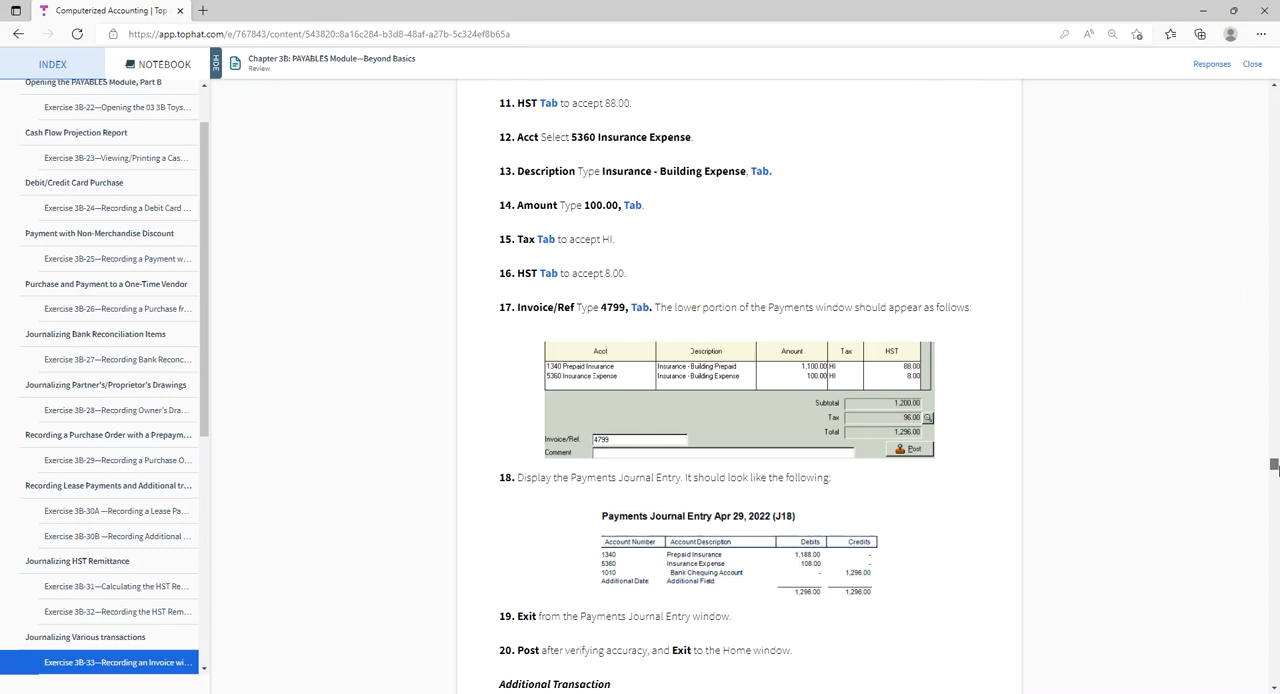 Computerized Accounting | Top
https://app.tophat.com/e/767843/content/543820::8a16c284-b3d8-48af-a27b-5c324ef8b65a
INDEX
NOTEBOOK
HIDE
Chapter 3B: PAYABLES Module—Beyond Basics
Review
Responses
Close
Opening the PAYABLES Module, Part B
Exercise 3B-22—Opening the 03 3B Toys...
Cash Flow Projection Report
Exercise 3B-23—Viewing/Printing a Cas...
Debit/Credit Card Purchase
Exercise 3B-24—Recording a Debit Card ...
Payment with Non-Merchandise Discount
Exercise 3B-25—Recording a Payment w...
Purchase and Payment to a One-Time Vendor
Exercise 3B-26—Recording a Purchase fr...
Journalizing Bank Reconciliation Items
Exercise 3B-27—Recording Bank Reconc...
Journalizing Partner's/Proprietor's Drawings
Exercise 3B-28—Recording Owner's Dra...
Recording a Purchase Order with a Prepaym...
Exercise 3B-29—Recording a Purchase O...
Recording Lease Payments and Additional tr...
Exercise 3B-30A —Recording a Lease Pa...
Exercise 3B-30B —Recording Additional ...
Journalizing HST Remittance
Exercise 3B-31—Calculating the HST Re...
Exercise 3B-32—Recording the HST Rem...
Journalizing Various transactions
Exercise 3B-33—Recording an Invoice wi...
11. HST Tab to accept 88.00.
12. Acct Select 5360 Insurance Expense.
13. Description Type Insurance - Building Expense, Tab.
14. Amount Type 100.00, Tab.
15. Tax Tab to accept HI.
16. HST Tab to accept 8.00.
17. Invoice/Ref Type 4799, Tab. The lower portion of the Payments window should appear as follows:
Acct Description Amount Tax HST
1340 Prepaid Insurance Insurance - Building Prepaid 1,100.00 HI 88.00
5360 Insurance Expense Insurance - Building Expense 100.00 HI 8.00
Subtotal 1,200.00
Tax 96.00
Total 1,296.00
Invoice/Ref. 4799
Comment Post
18. Display the Payments Journal Entry. It should look like the following:
Payments Journal Entry Apr 29, 2022 (J18)
Account Number Account Description Debits Credits
1340 Prepaid Insurance 1,188.00 -
5360 Insurance Expense 108.00 -
1010 Bank Chequing Account - 1,296.00
Additional Date: Additional Field:
1,296.00 1,296.00
19. Exit from the Payments Journal Entry window.
20. Post after verifying accuracy, and Exit to the Home window.
Additional Transaction